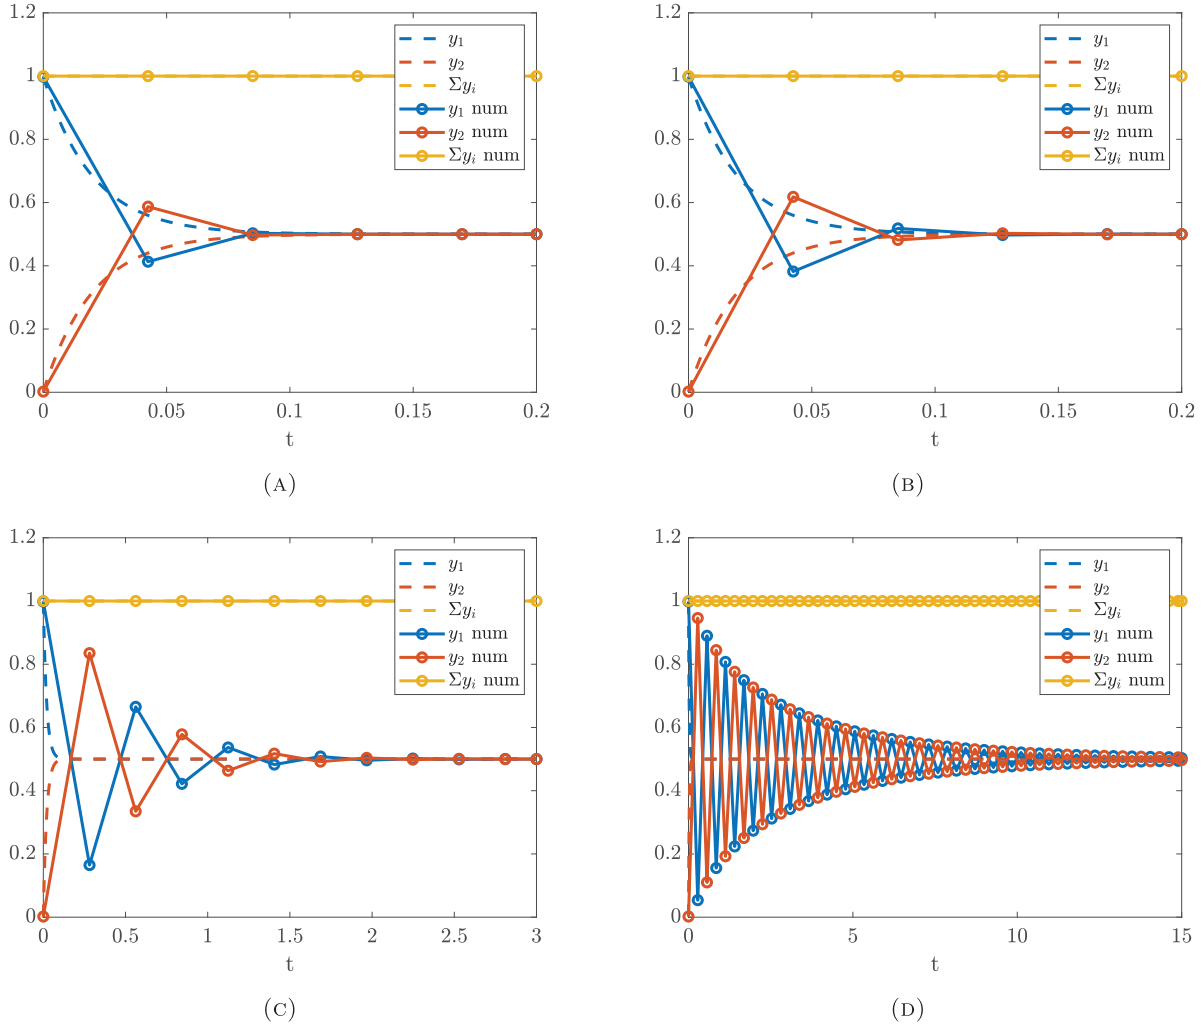 1.2
1
0.8
0.6
0.4
0.2
0
0 0.05 0.1 0.15 0.2
t
y₁
y₂
Σyᵢ
y₁ num
y₂ num
Σyᵢ num
(A)
1.2
1
0.8
0.6
0.4
0.2
0
0 0.05 0.1 0.15 0.2
t
y₁
y₂
Σyᵢ
y₁ num
y₂ num
Σyᵢ num
(B)
1.2
1
0.8
0.6
0.4
0.2
0
0 0.5 1 1.5 2 2.5 3
t
y₁
y₂
Σyᵢ
y₁ num
y₂ num
Σyᵢ num
(C)
1.2
1
0.8
0.6
0.4
0.2
0
0 5 10 15
t
y₁
y₂
Σyᵢ
y₁ num
y₂ num
Σyᵢ num
(D)